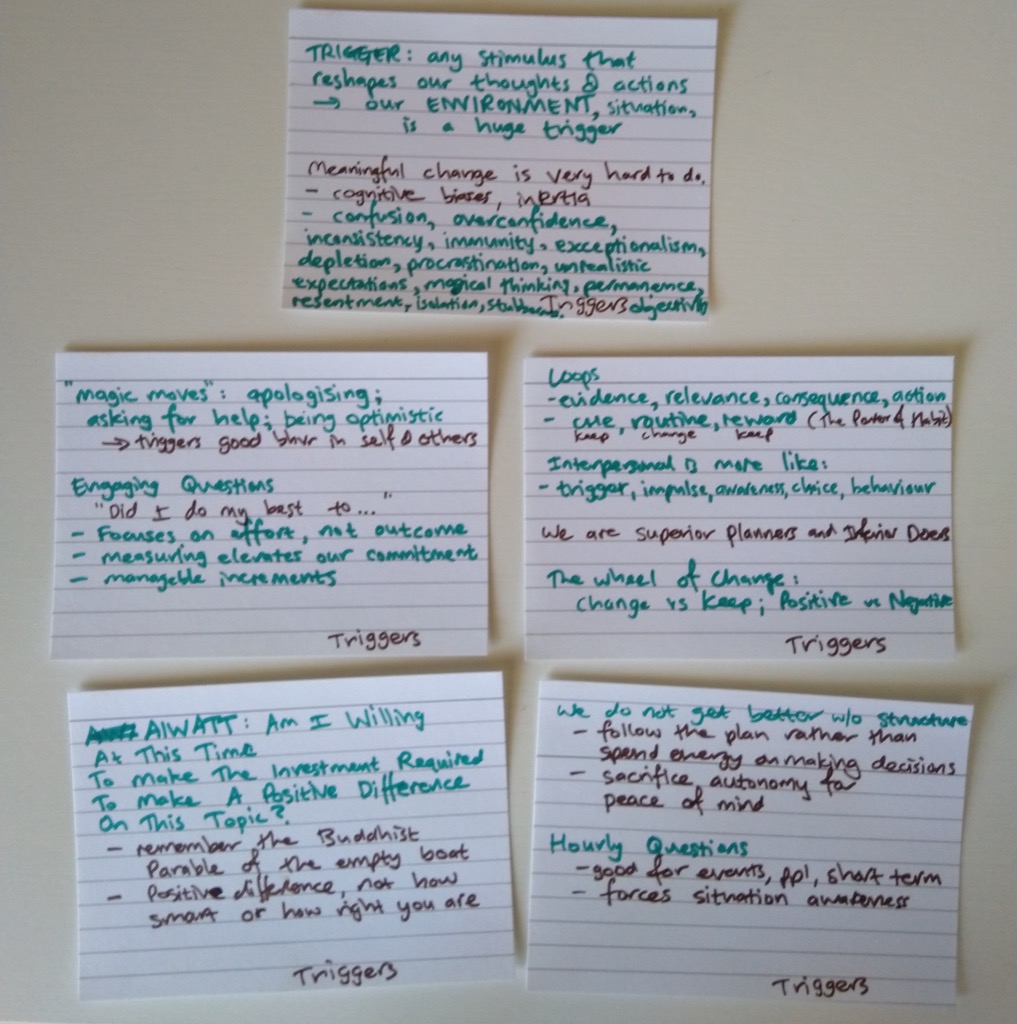 TRIGGER: any stimulus that
reshapes our thoughts & actions
→ our ENVIRONMENT, situation,
is a huge trigger
Meaningful change is very hard to do.
- cognitive biases, inertia
- confusion, overconfidence,
inconsistency, immunity, exceptionalism,
depletion, procrastination, unrealistic
expectations, magical thinking, permanence,
resentment, isolation, objectivity
Triggers
"magic moves": apologising;
asking for help; being optimistic
→ triggers good bhvr in self & others
Engaging Questions
"Did I do my best to..."
- Focuses on effort, not outcome
- measuring elevates our commitment
- managable increments
Triggers
Loops
- evidence, relevance, consequence, action
- cue, routine, reward (The Power of Habit)
keep change keep
Interpersonal is more like:
- trigger, impulse, awareness, choice, behaviour
We are superior planners and Inferior Doers
The wheel of change:
Change vs Keep; Positive vs Negative
Triggers
AIWATT: Am I Willing
At This Time
To Make The Investment Required
To Make A Positive Difference
On This Topic?
- remember the Buddhist
Parable of the empty boat
- Positive difference, not how
smart or how right you are
Triggers
We do not get better w/o structure
- follow the plan rather than
spend energy on making decisions
- sacrifice autonomy for
peace of mind
Hourly Questions
- good for events, ppl, short term
- forces situation awareness
Triggers